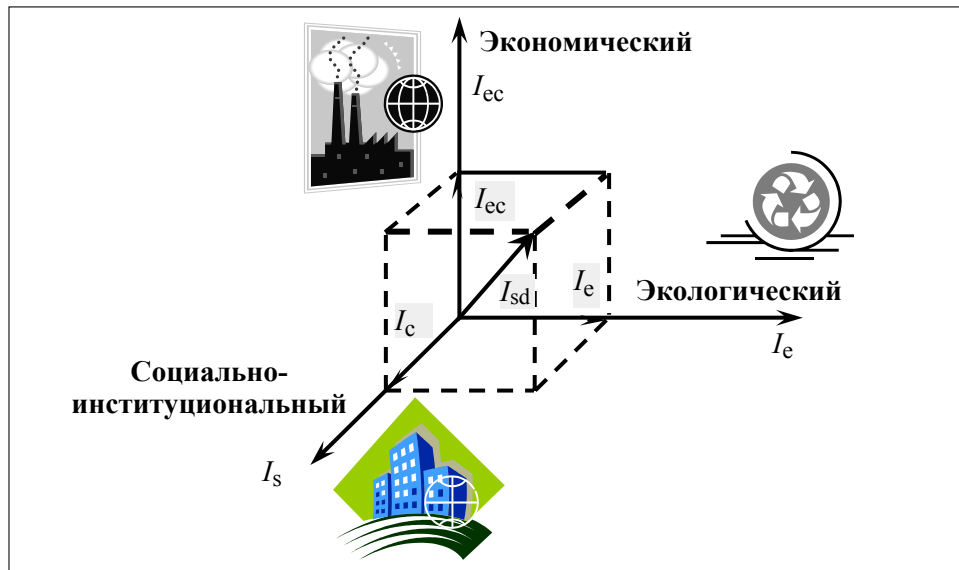 Экономический
I_ec
I_ec
I_sd
I_e
Экологический
I_c
I_e
Социально-
институциональный
I_s